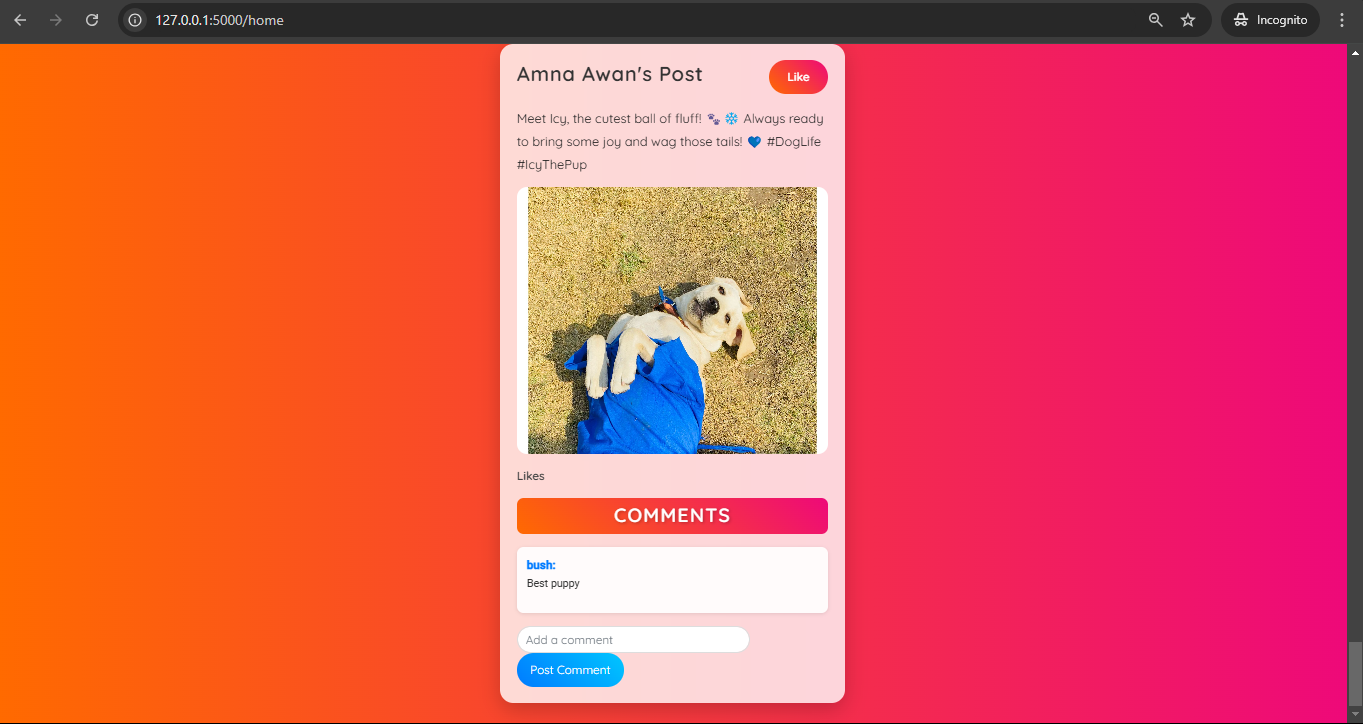 127.0.0.1:5000/home
Incognito
Amna Awan's Post
Like
Meet Icy, the cutest ball of fluff! 🐾 ❄️ Always ready
to bring some joy and wag those tails! 💙 #DogLife
#IcyThePup
Likes
COMMENTS
bush:
Best puppy
Add a comment
Post Comment